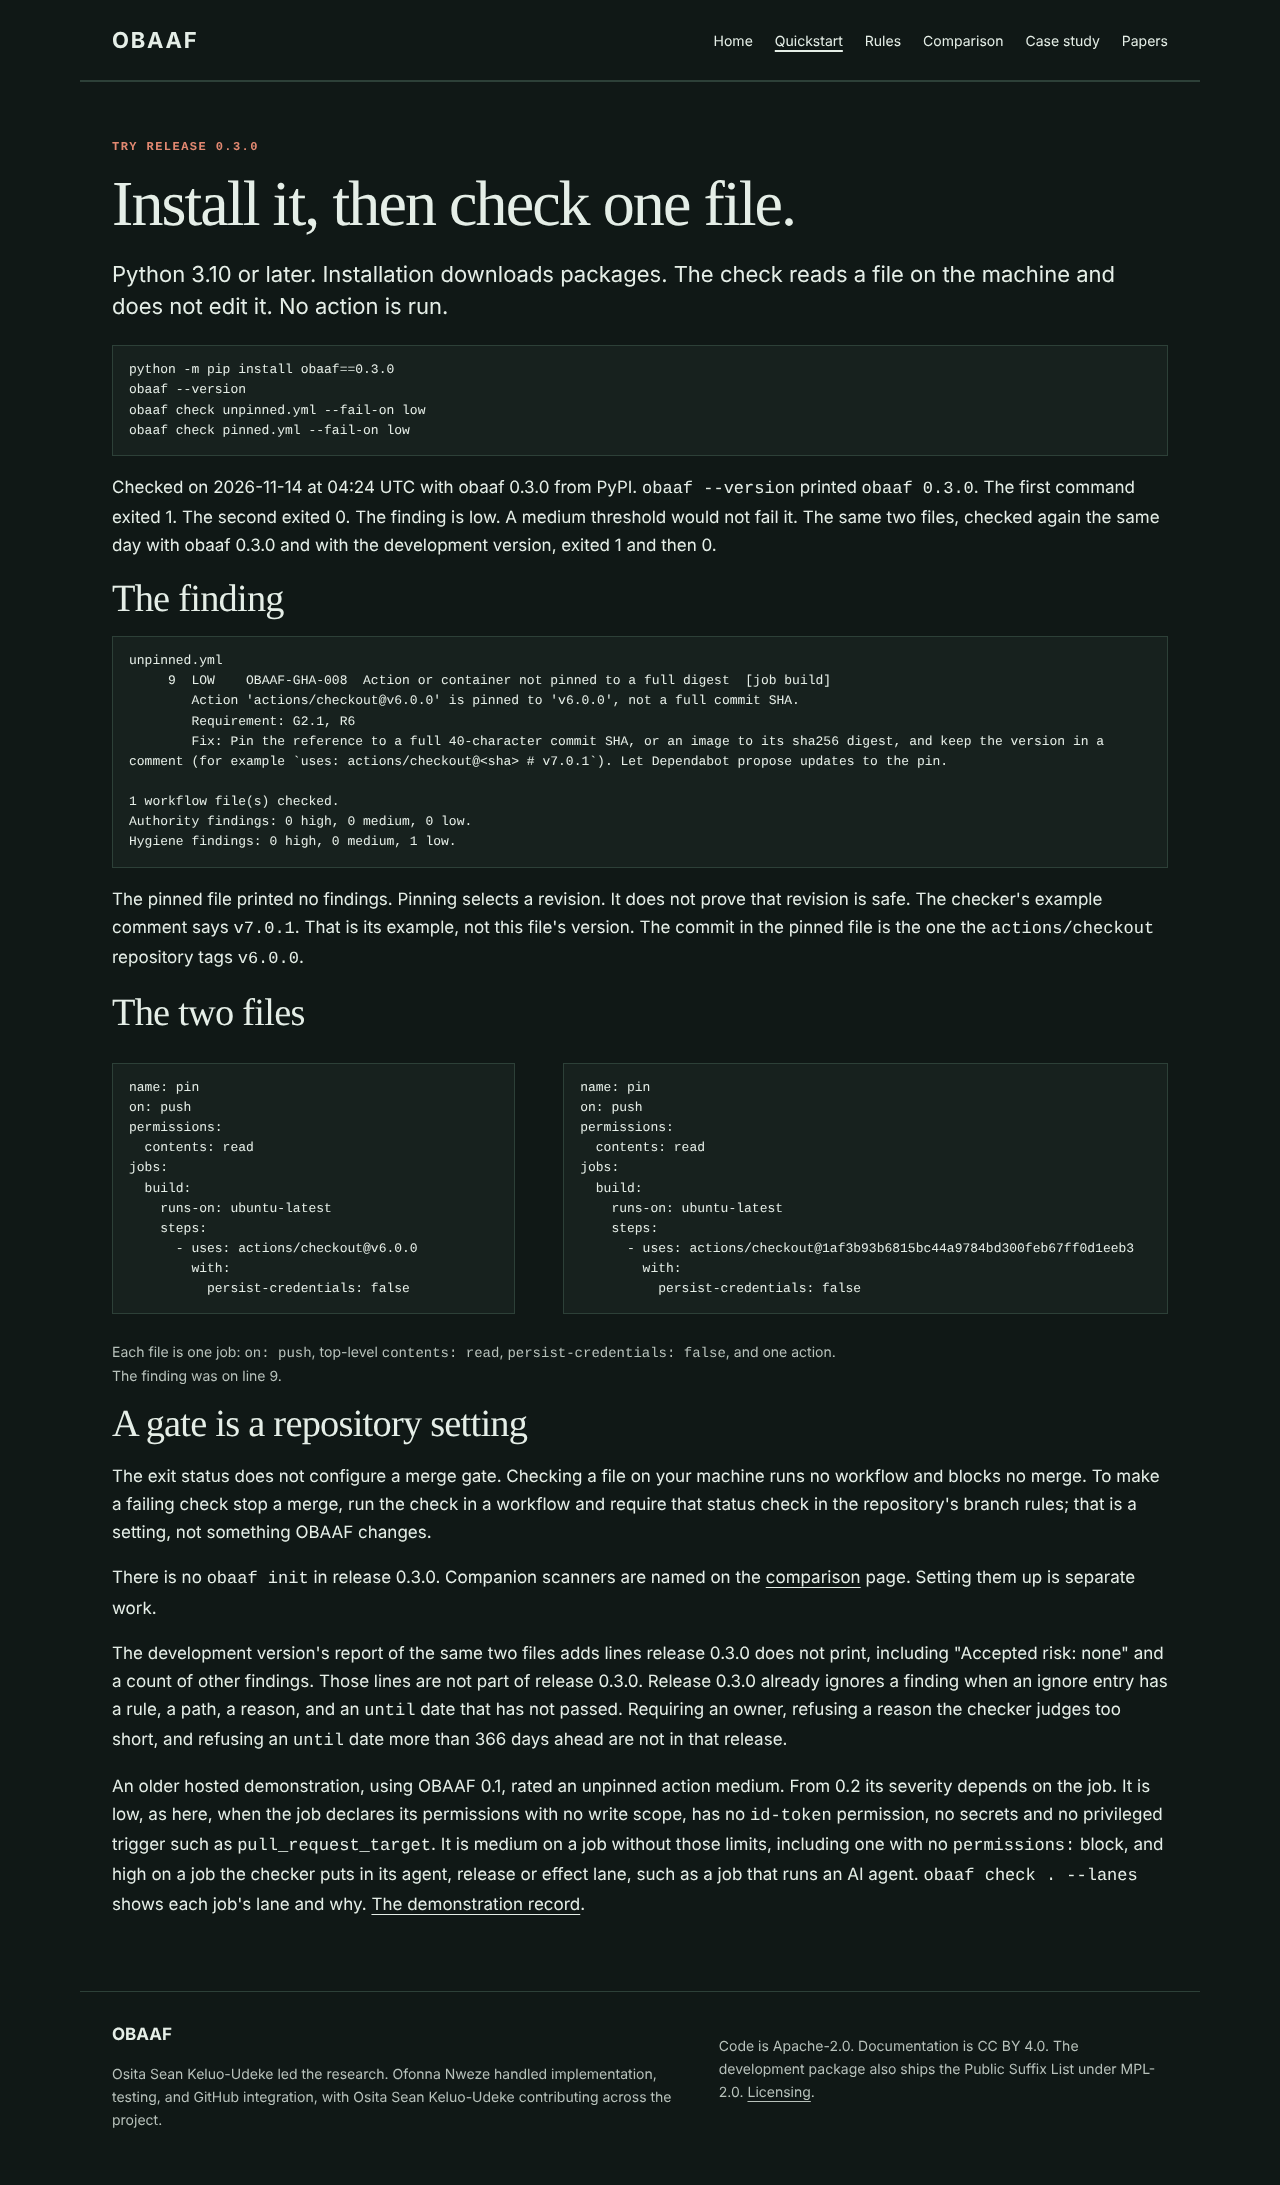 OBAAF
Home Quickstart Rules Comparison Case study Papers
TRY RELEASE 0.3.0
Install it, then check one file.
Python 3.10 or later. Installation downloads packages. The check reads a file on the machine and
does not edit it. No action is run.
python -m pip install obaaf==0.3.0
obaaf --version
obaaf check unpinned.yml --fail-on low
obaaf check pinned.yml --fail-on low
Checked on 2026-11-14 at 04:24 UTC with obaaf 0.3.0 from PyPI. obaaf --version printed obaaf 0.3.0. The first command
exited 1. The second exited 0. The finding is low. A medium threshold would not fail it. The same two files, checked again the same
day with obaaf 0.3.0 and with the development version, exited 1 and then 0.
The finding
unpinned.yml
     9  LOW    OBAAF-GHA-008  Action or container not pinned to a full digest  [job build]
        Action 'actions/checkout@v6.0.0' is pinned to 'v6.0.0', not a full commit SHA.
        Requirement: G2.1, R6
        Fix: Pin the reference to a full 40-character commit SHA, or an image to its sha256 digest, and keep the version in a
comment (for example `uses: actions/checkout@<sha> # v7.0.1`). Let Dependabot propose updates to the pin.
1 workflow file(s) checked.
Authority findings: 0 high, 0 medium, 0 low.
Hygiene findings: 0 high, 0 medium, 1 low.
The pinned file printed no findings. Pinning selects a revision. It does not prove that revision is safe. The checker's example
comment says v7.0.1. That is its example, not this file's version. The commit in the pinned file is the one the actions/checkout
repository tags v6.0.0.
The two files
name: pin
on: push
permissions:
  contents: read
jobs:
  build:
    runs-on: ubuntu-latest
    steps:
      - uses: actions/checkout@v6.0.0
        with:
          persist-credentials: false
name: pin
on: push
permissions:
  contents: read
jobs:
  build:
    runs-on: ubuntu-latest
    steps:
      - uses: actions/checkout@1af3b93b6815bc44a9784bd300feb67ff0d1eeb3
        with:
          persist-credentials: false
Each file is one job: on: push, top-level contents: read, persist-credentials: false, and one action.
The finding was on line 9.
A gate is a repository setting
The exit status does not configure a merge gate. Checking a file on your machine runs no workflow and blocks no merge. To make
a failing check stop a merge, run the check in a workflow and require that status check in the repository's branch rules; that is a
setting, not something OBAAF changes.
There is no obaaf init in release 0.3.0. Companion scanners are named on the comparison page. Setting them up is separate
work.
The development version's report of the same two files adds lines release 0.3.0 does not print, including "Accepted risk: none" and
a count of other findings. Those lines are not part of release 0.3.0. Release 0.3.0 already ignores a finding when an ignore entry has
a rule, a path, a reason, and an until date that has not passed. Requiring an owner, refusing a reason the checker judges too
short, and refusing an until date more than 366 days ahead are not in that release.
An older hosted demonstration, using OBAAF 0.1, rated an unpinned action medium. From 0.2 its severity depends on the job. It is
low, as here, when the job declares its permissions with no write scope, has no id-token permission, no secrets and no privileged
trigger such as pull_request_target. It is medium on a job without those limits, including one with no permissions: block, and
high on a job the checker puts in its agent, release or effect lane, such as a job that runs an AI agent. obaaf check . --lanes
shows each job's lane and why. The demonstration record.
OBAAF
Osita Sean Keluo-Udeke led the research. Ofonna Nweze handled implementation,
testing, and GitHub integration, with Osita Sean Keluo-Udeke contributing across the
project.
Code is Apache-2.0. Documentation is CC BY 4.0. The
development package also ships the Public Suffix List under MPL-
2.0. Licensing.